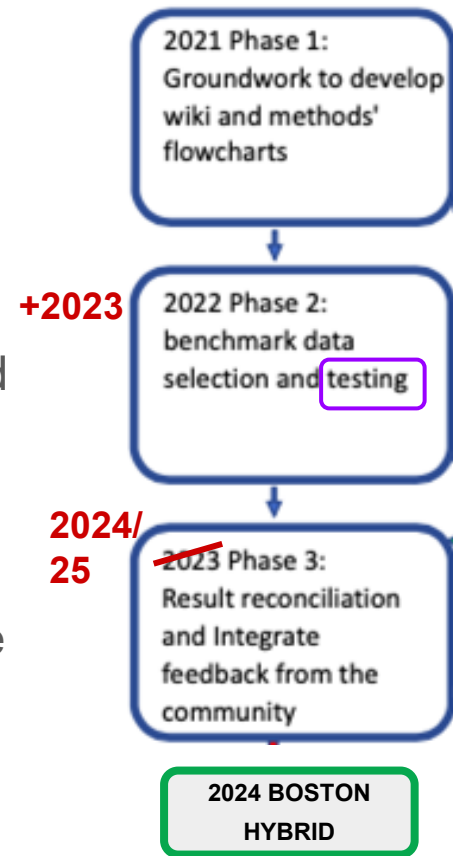 2021 Phase 1:
Groundwork to develop
wiki and methods'
flowcharts
+2023
2022 Phase 2:
benchmark data
selection and testing
d
2024/
25
2023 Phase 3:
Result reconciliation
and Integrate
feedback from the
community
e
2024 BOSTON
HYBRID